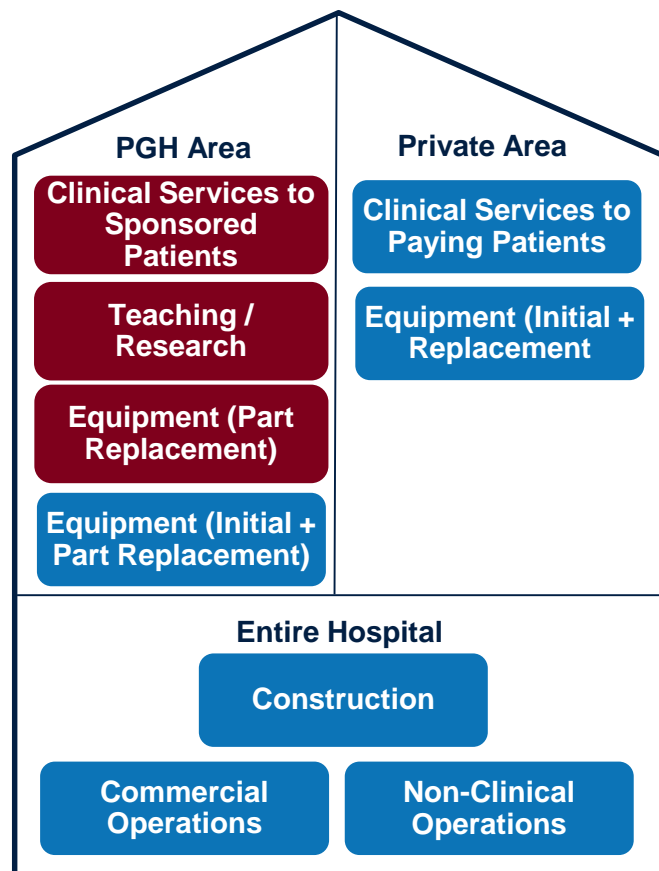 PGH Area
Clinical Services to
Sponsored
Patients
Teaching /
Research
Equipment (Part
Replacement)
Equipment (Initial +
Part Replacement)
Private Area
Clinical Services to
Paying Patients
Equipment (Initial +
Replacement
Entire Hospital
Construction
Commercial
Operations
Non-Clinical
Operations